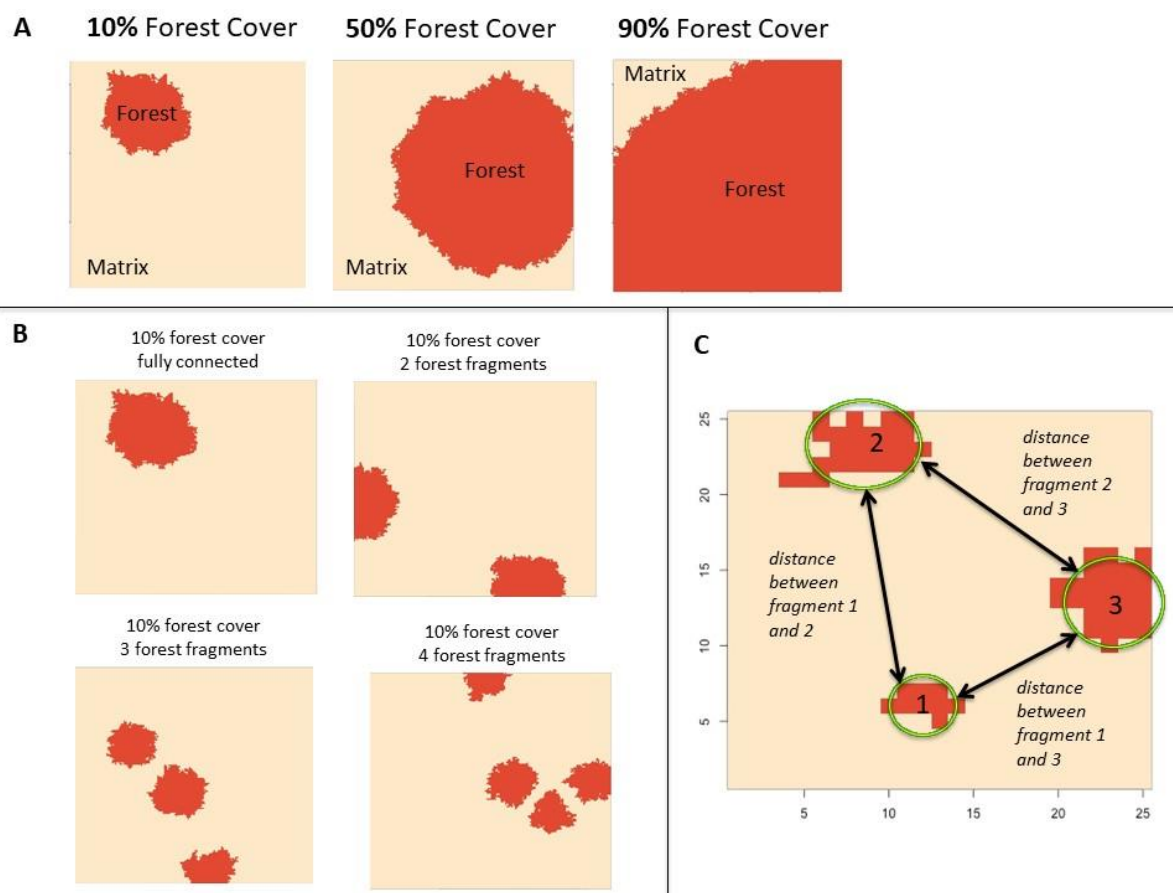 A
10% Forest Cover
50% Forest Cover
90% Forest Cover
Forest
Matrix
Forest
Matrix
Matrix
Forest
B
10% forest cover
fully connected
10% forest cover
2 forest fragments
10% forest cover
3 forest fragments
10% forest cover
4 forest fragments
C
25
20
15
10
5
5
10
15
20
25
2
3
1
distance
between
fragment 2
and 3
distance
between
fragment 1
and 2
distance
between
fragment 1
and 3